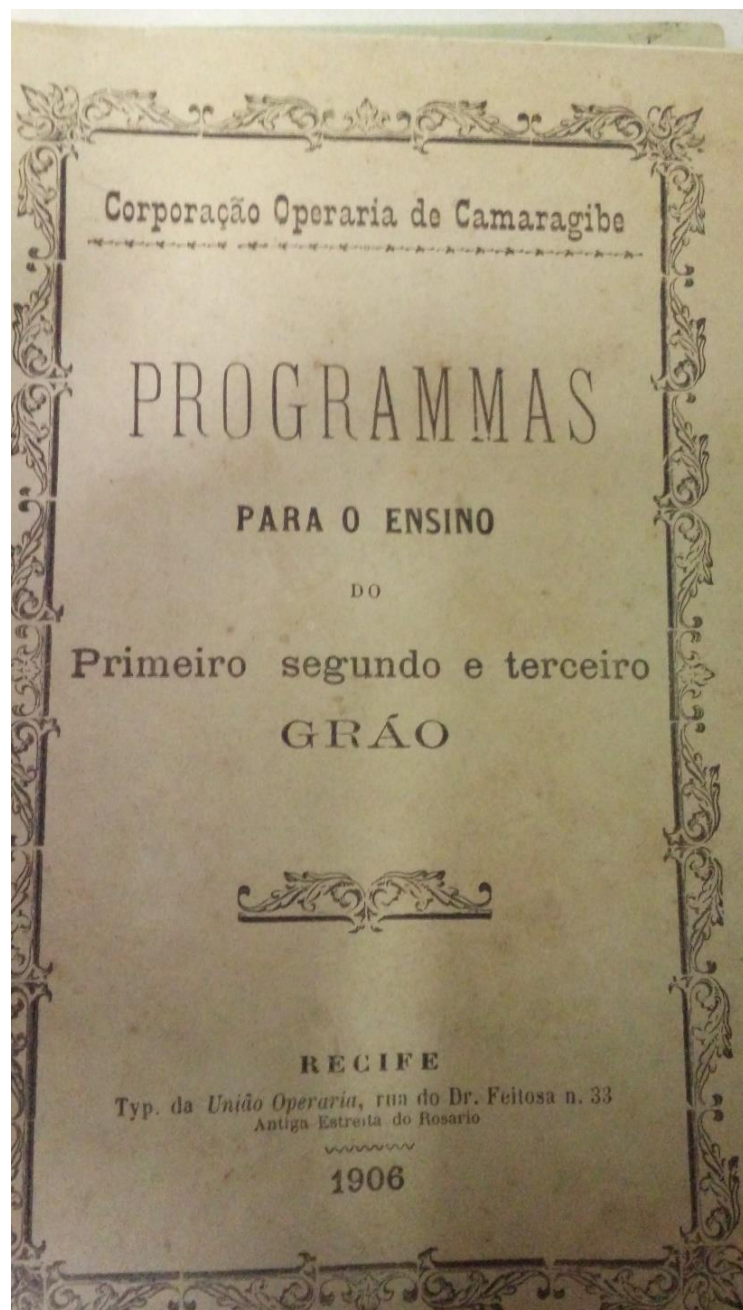 Corporação Operaria de Camaragibe
PROGRAMMAS
PARA O ENSINO
DO
Primeiro segundo e terceiro
GRÁO
RECIFE
Typ. da União Operaria, rua do Dr. Feitosa n. 33
Antiga Estreita do Rosario
1906